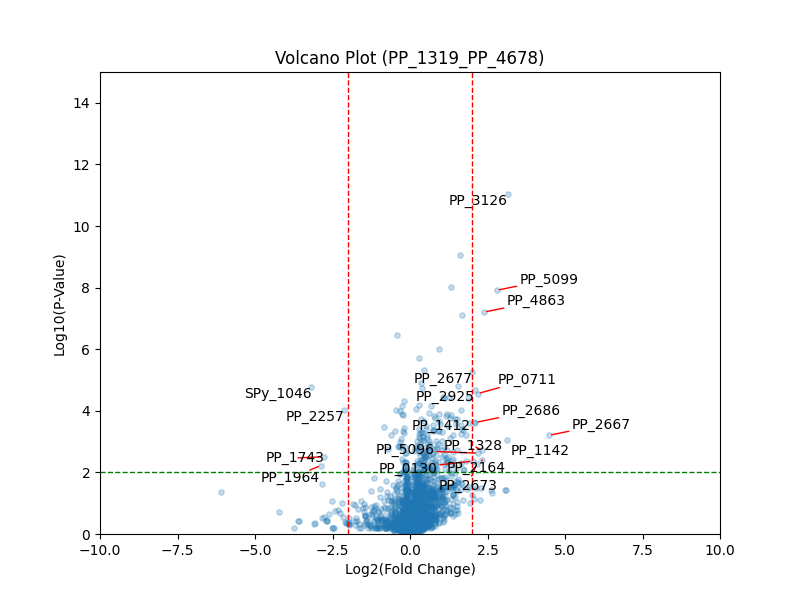 Volcano Plot (PP_1319_PP_4678)
Log10(P-Value)
14
12
10
8
6
4
2
0
PP_3126
PP_5099
PP_4863
PP_2677
PP_0711
SPy_1046
PP_2925
PP_2257
PP_2686
PP_1412
PP_2667
PP_1328
PP_5096
PP_1142
PP_1743
PP_0130
PP_2164
PP_1964
PP_2673
−10.0
−7.5
−5.0
−2.5
0.0
2.5
5.0
7.5
10.0
Log2(Fold Change)